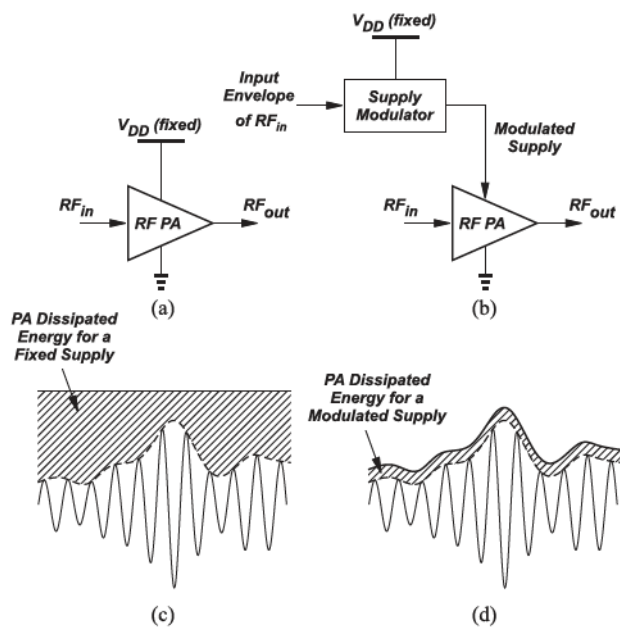 V_DD (fixed)
RF_in
RF PA
RF_out
(a)
V_DD (fixed)
Input
Envelope
of RF_in
Supply
Modulator
Modulated
Supply
RF_in
RF PA
RF_out
(b)
PA Dissipated
Energy for a
Fixed Supply
(c)
PA Dissipated
Energy for a
Modulated Supply
(d)